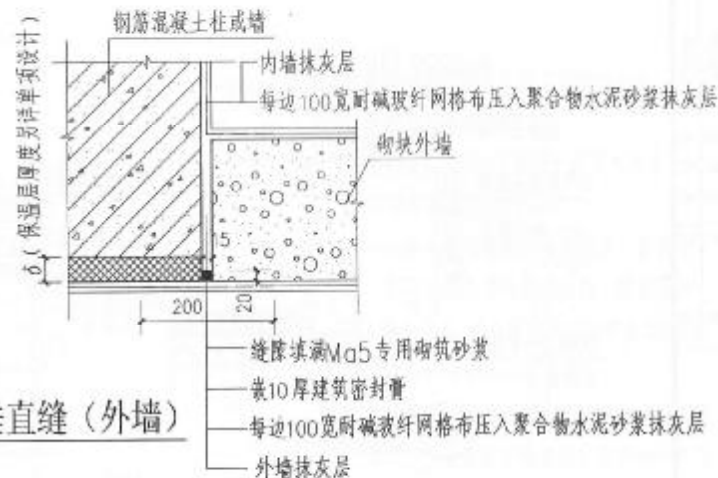 钢筋混凝土柱或墙
δ(保温层厚度另详单项设计)
内墙抹灰层
每边100宽耐碱玻纤网格布压入聚合物水泥砂浆抹灰层
砌块外墙
5
200
20
缝隙填满Ma5专用砌筑砂浆
嵌10厚建筑密封膏
每边100宽耐碱玻纤网格布压入聚合物水泥砂浆抹灰层
外墙抹灰层
直缝(外墙)